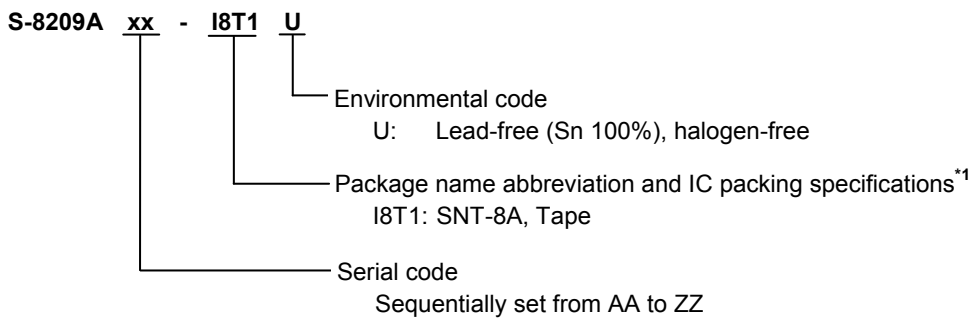 S-8209A xx - I8T1 U
Environmental code
U: Lead-free (Sn 100%), halogen-free
Package name abbreviation and IC packing specifications*1
I8T1: SNT-8A, Tape
Serial code
Sequentially set from AA to ZZ